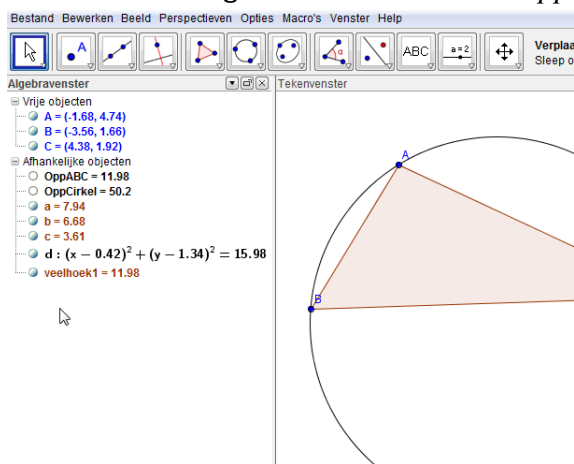 Bestand Bewerken Beeld Perspectieven Opties Macro's Venster Help
A
α
ABC
a = 2
Verplaa
Sleep o
Algebravenster
Tekenvenster
Vrije objecten
A = (-1.68, 4.74)
B = (-3.56, 1.66)
C = (4.38, 1.92)
Afhankelijke objecten
OppABC = 11.98
OppCirkel = 50.2
a = 7.94
b = 6.68
c = 3.61
d : (x − 0.42)² + (y − 1.34)² = 15.98
veelhoek1 = 11.98
A
B